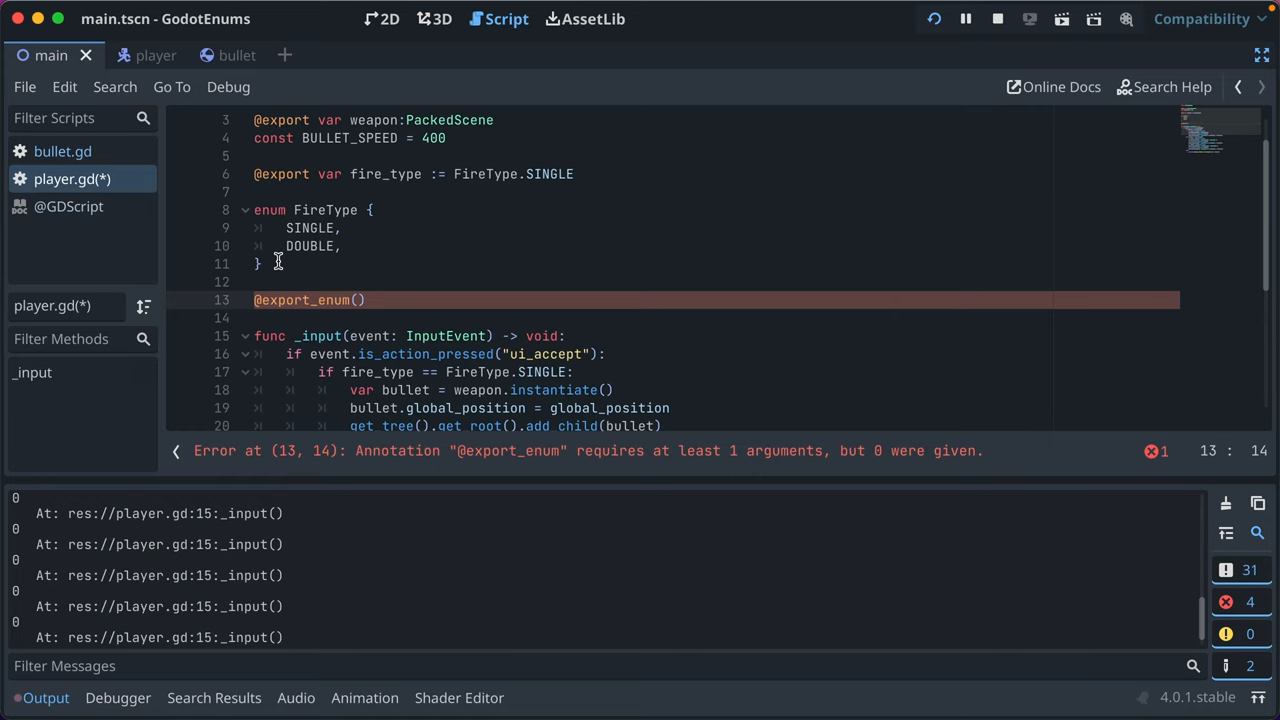 main.tscn - GodotEnums
2D
3D
Script
AssetLib
Compatibility
main
player
bullet
File
Edit
Search
Go To
Debug
Online Docs
Search Help
Filter Scripts
bullet.gd
player.gd(*)
@GDScript
player.gd(*)
Filter Methods
_input
3 @export var weapon:PackedScene
4 const BULLET_SPEED = 400
5
6 @export var fire_type := FireType.SINGLE
7
8 enum FireType {
9 SINGLE,
10 DOUBLE,
11 }
12
13 @export_enum()
14
15 func _input(event: InputEvent) -> void:
16 if event.is_action_pressed("ui_accept"):
17 if fire_type == FireType.SINGLE:
18 var bullet = weapon.instantiate()
19 bullet.global_position = global_position
20 get_tree().get_root().add_child(bullet)
Error at (13, 14): Annotation "@export_enum" requires at least 1 arguments, but 0 were given.
1
13 : 14
0
At: res://player.gd:15:_input()
0
At: res://player.gd:15:_input()
0
At: res://player.gd:15:_input()
0
At: res://player.gd:15:_input()
0
At: res://player.gd:15:_input()
31
4
0
2
Filter Messages
Output
Debugger
Search Results
Audio
Animation
Shader Editor
4.0.1.stable